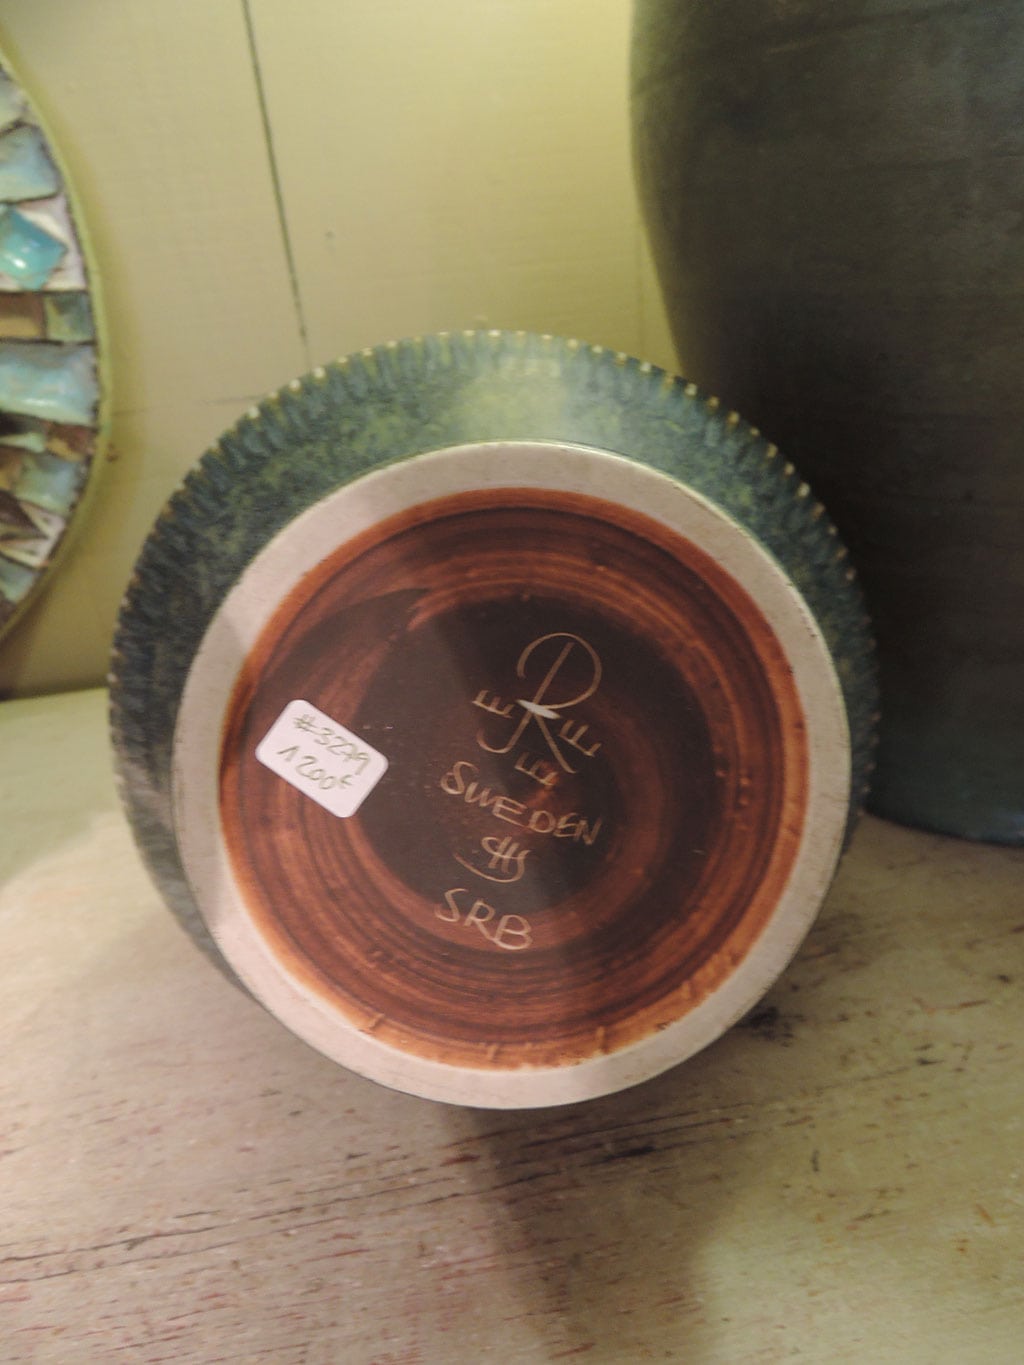 #3279
1200€
R
E E E
SWEDEN
SRB